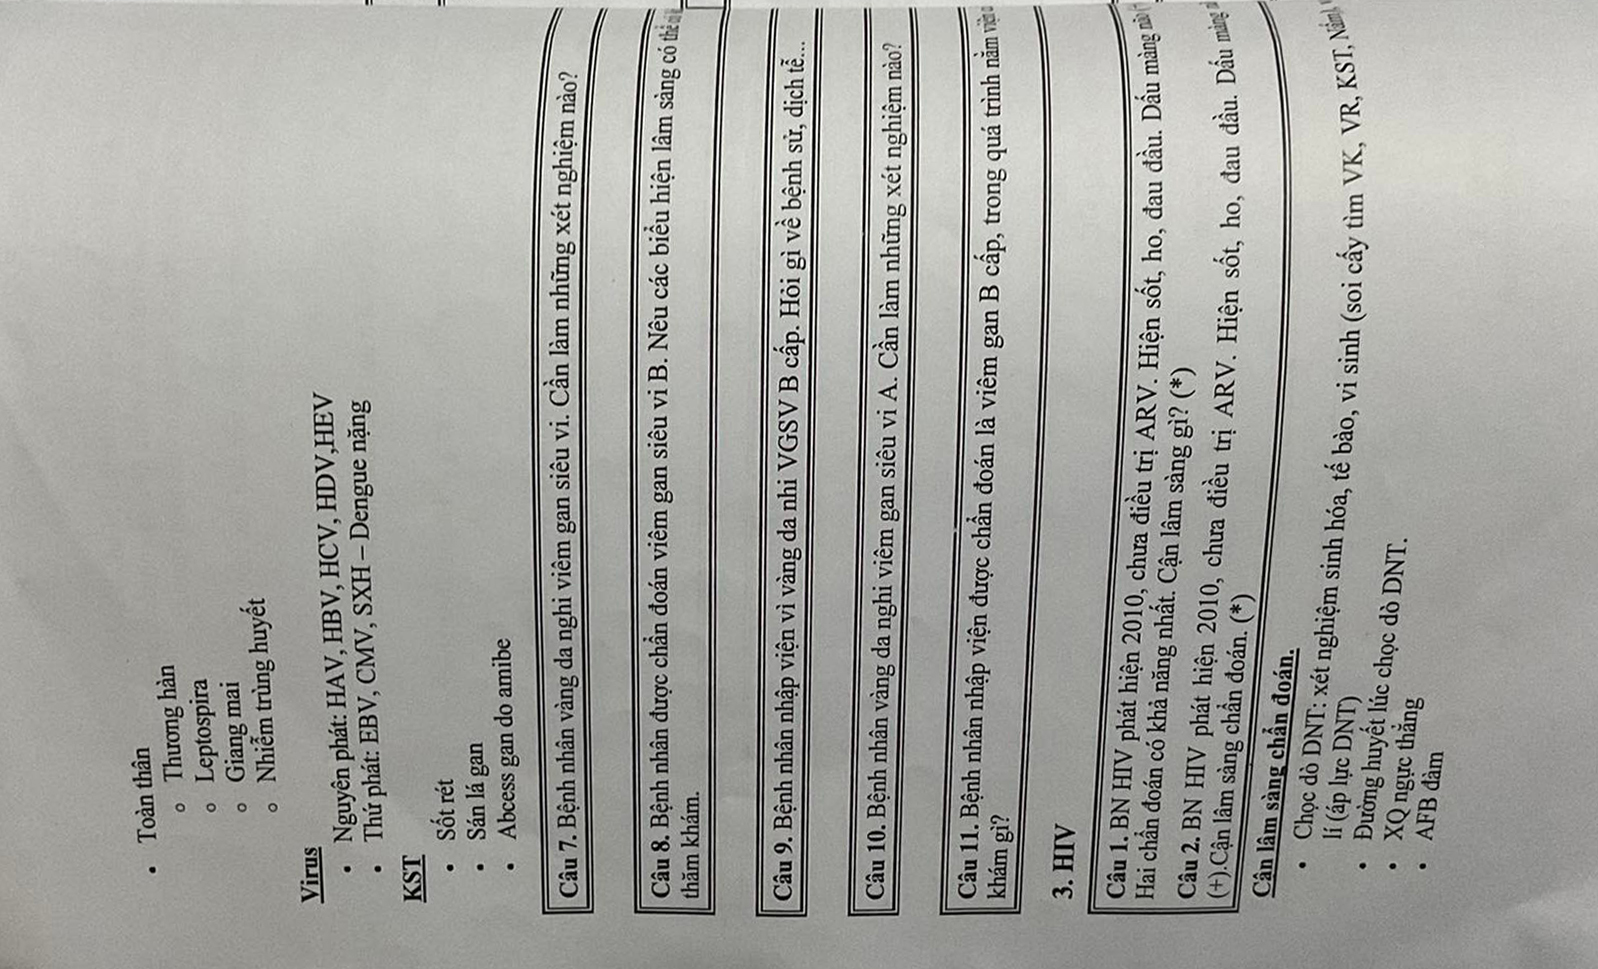 • Toàn thân
o Thương hàn
o Leptospira
o Giang mai
o Nhiễm trùng huyết
Virus
• Nguyên phát: HAV, HBV, HCV, HDV,HEV
• Thứ phát: EBV, CMV, SXH – Dengue nặng
KST
• Sốt rét
• Sán lá gan
• Abcess gan do amibe
Câu 7. Bệnh nhân vàng da nghi viêm gan siêu vi. Cần làm những xét nghiệm nào?
Câu 8. Bệnh nhân được chẩn đoán viêm gan siêu vi B. Nêu các biểu hiện lâm sàng có thể
thăm khám.
Câu 9. Bệnh nhân nhập viện vì vàng da nhi VGSV B cấp. Hỏi gì về bệnh sử, dịch tễ...
Câu 10. Bệnh nhân vàng da nghi viêm gan siêu vi A. Cần làm những xét nghiệm nào?
Câu 11. Bệnh nhân nhập viện được chẩn đoán là viêm gan B cấp, trong quá trình nằm viện
khám gì?
3. HIV
Câu 1. BN HIV phát hiện 2010, chưa điều trị ARV. Hiện sốt, ho, đau đầu. Dấu màng não
Hai chẩn đoán có khả năng nhất. Cận lâm sàng gì? (*)
Câu 2. BN HIV phát hiện 2010, chưa điều trị ARV. Hiện sốt, ho, đau đầu. Dấu màng
(+).Cận lâm sàng chẩn đoán. (*)
Cận lâm sàng chẩn đoán.
• Chọc dò DNT: xét nghiệm sinh hóa, tế bào, vi sinh (soi cấy tìm VK, VR, KST, Nấm),
lí (áp lực DNT)
• Đường huyết lúc chọc dò DNT.
• XQ ngực thẳng
• AFB đàm